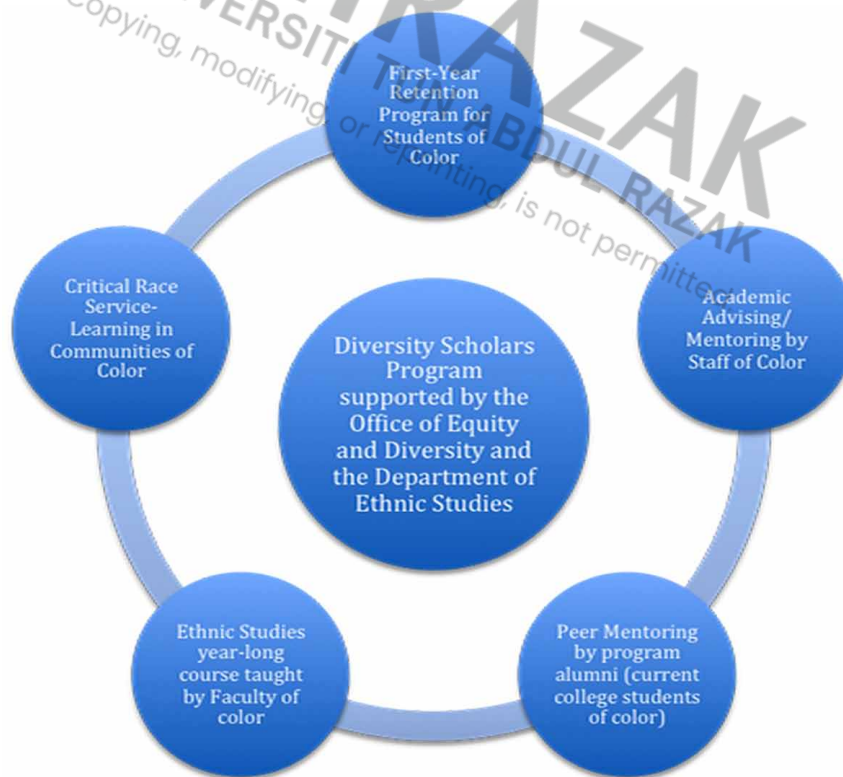 RAZAK
UNIVERSITI TUN ABDUL RAZAK
Copying, modifying, or reprinting, is not permitted.
First-Year
Retention
Program for
Students of
Color
Academic
Advising/
Mentoring by
Staff of Color
Peer Mentoring
by program
alumni (current
college students
of color)
Ethnic Studies
year-long
course taught
by Faculty of
color
Critical Race
Service-
Learning in
Communities of
Color
Diversity Scholars
Program
supported by the
Office of Equity
and Diversity and
the Department of
Ethnic Studies